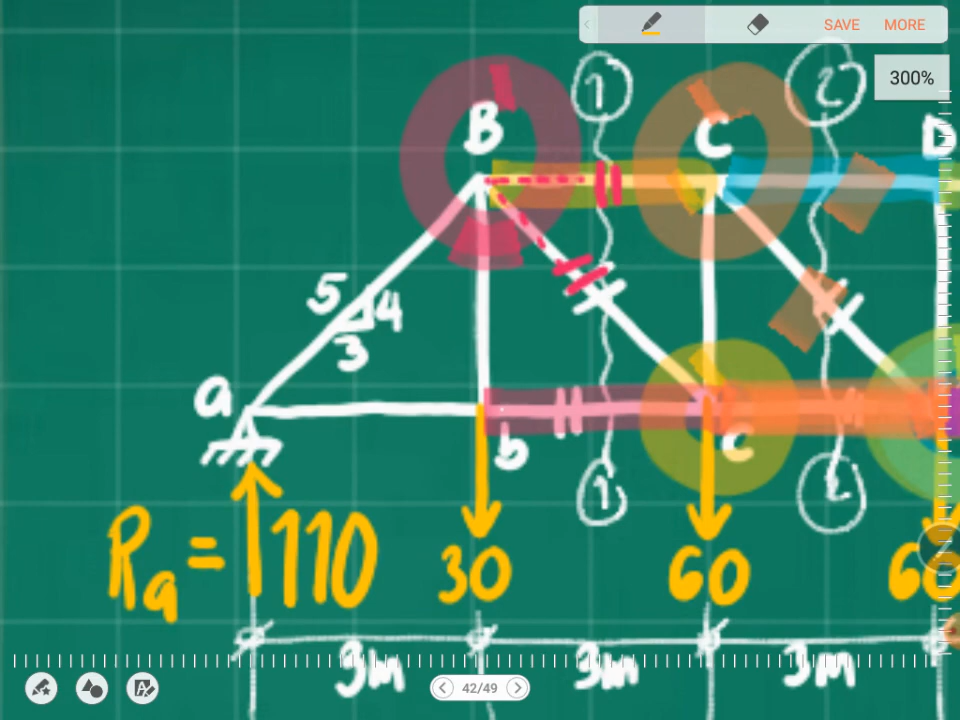 SAVE MORE
300%
1 2
B C D
5 4
3
a
b c
1 2
Ra = 110 30 60 60
3m 3m 3m
42/49